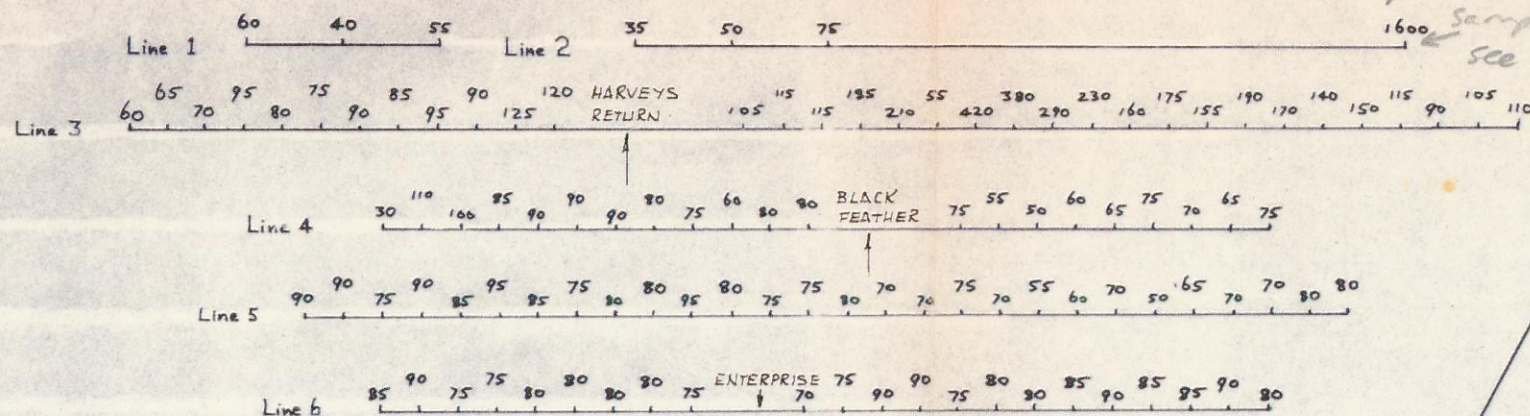 60 40 55 35 50 75 1600
Line 1 Line 2
see
65 95 75 85 90 120 HARVEYS 115 185 55 380 230 175 190 140 115 105
60 70 80 90 95 125 RETURN 105 115 210 420 290 160 155 170 150 90 110
Line 3
110 85 90 80 60 80 BLACK 55 60 75 65
30 100 90 90 75 80 FEATHER 75 50 65 70 75
Line 4
90 90 95 75 80 80 75 70 75 55 70 65 70 80
90 75 85 85 80 95 75 80 70 70 60 50 70 80
Line 5
90 75 80 80 ENTERPRISE 75 90 80 85 85 90
85 75 80 80 75 70 90 75 80 90 85 80
Line 6